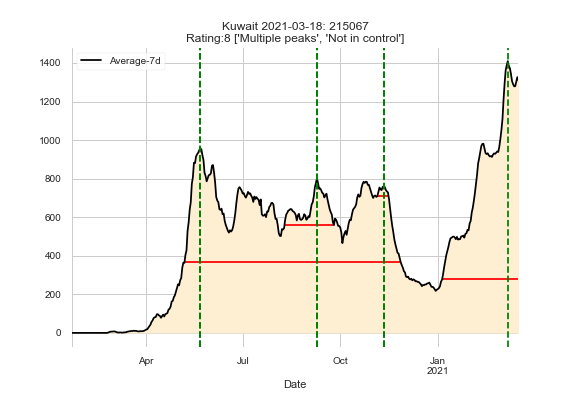 Kuwait 2021-03-18: 215067
Rating:8 ['Multiple peaks', 'Not in control']
Average-7d
1400
1200
1000
800
600
400
200
0
Apr
Jul
Oct
Jan
2021
Date